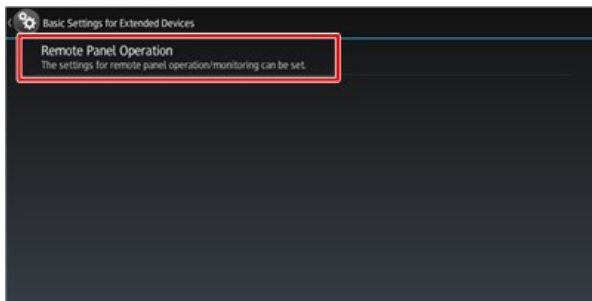 Basic Settings for Extended Devices
Remote Panel Operation
The settings for remote panel operation/monitoring can be set.